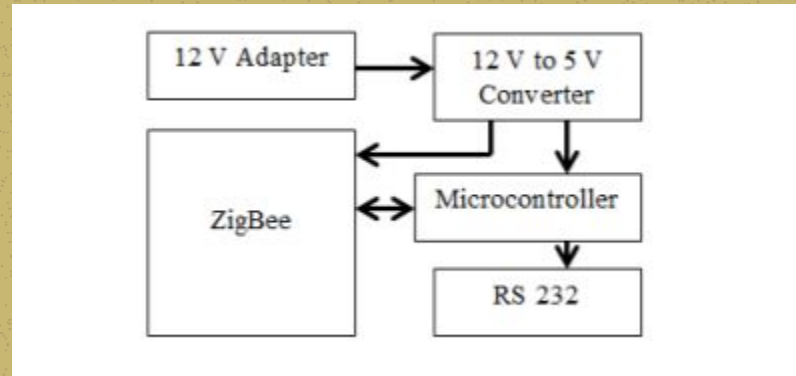 12 V Adapter
12 V to 5 V
Converter
ZigBee
Microcontroller
RS 232